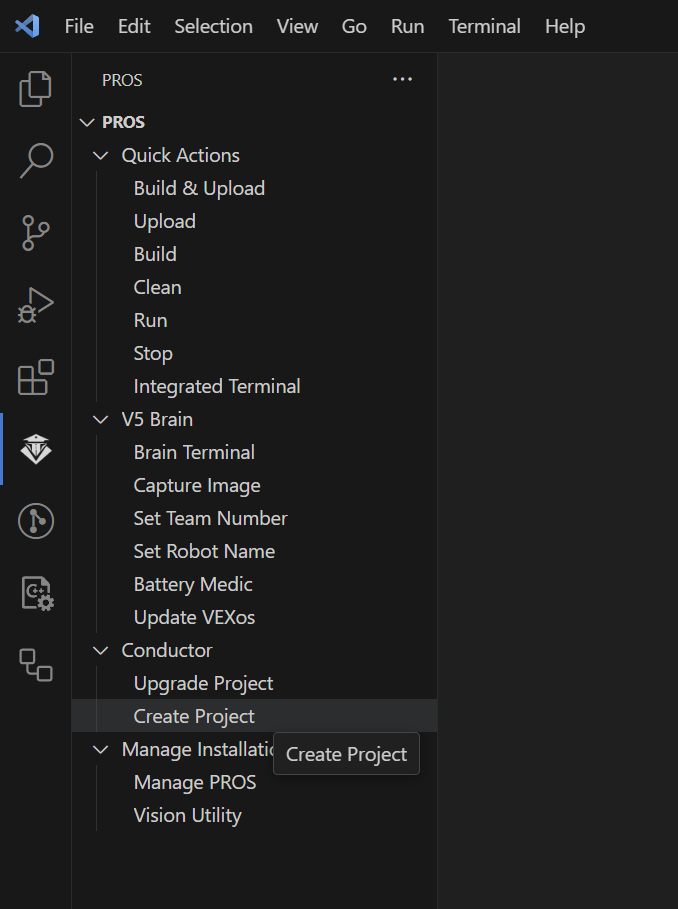 File Edit Selection View Go Run Terminal Help
PROS
PROS
Quick Actions
Build & Upload
Upload
Build
Clean
Run
Stop
Integrated Terminal
V5 Brain
Brain Terminal
Capture Image
Set Team Number
Set Robot Name
Battery Medic
Update VEXos
Conductor
Upgrade Project
Create Project
Manage Installatio
Create Project
Manage PROS
Vision Utility